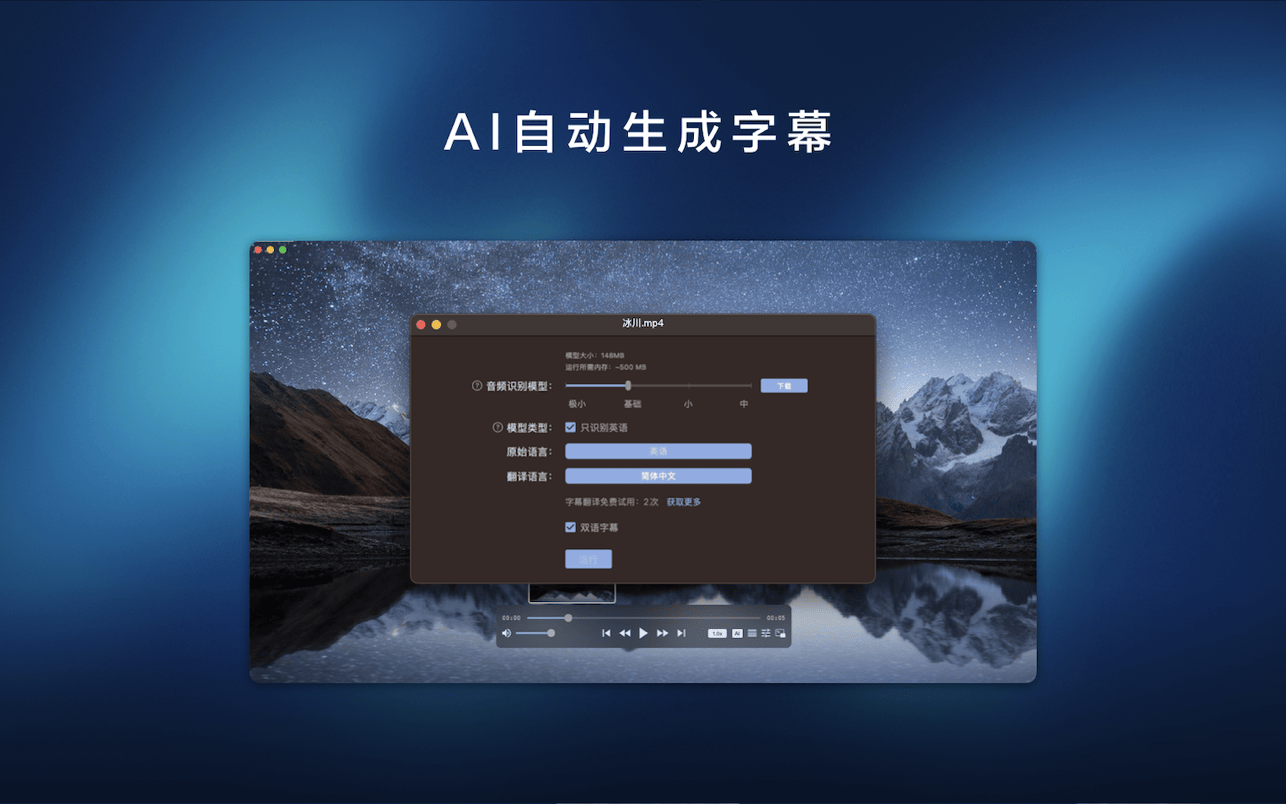 AI自动生成字幕
冰川.mp4
模型大小：148MB
运行所需内存：~500 MB
音频识别模型：
下载
极小 基础 小 中
模型类型： 只识别英语
原始语言： 英语
翻译语言： 简体中文
字幕翻译免费试用：2次 获取更多
双语字幕
运行
00:00 00:55
1.0x AI